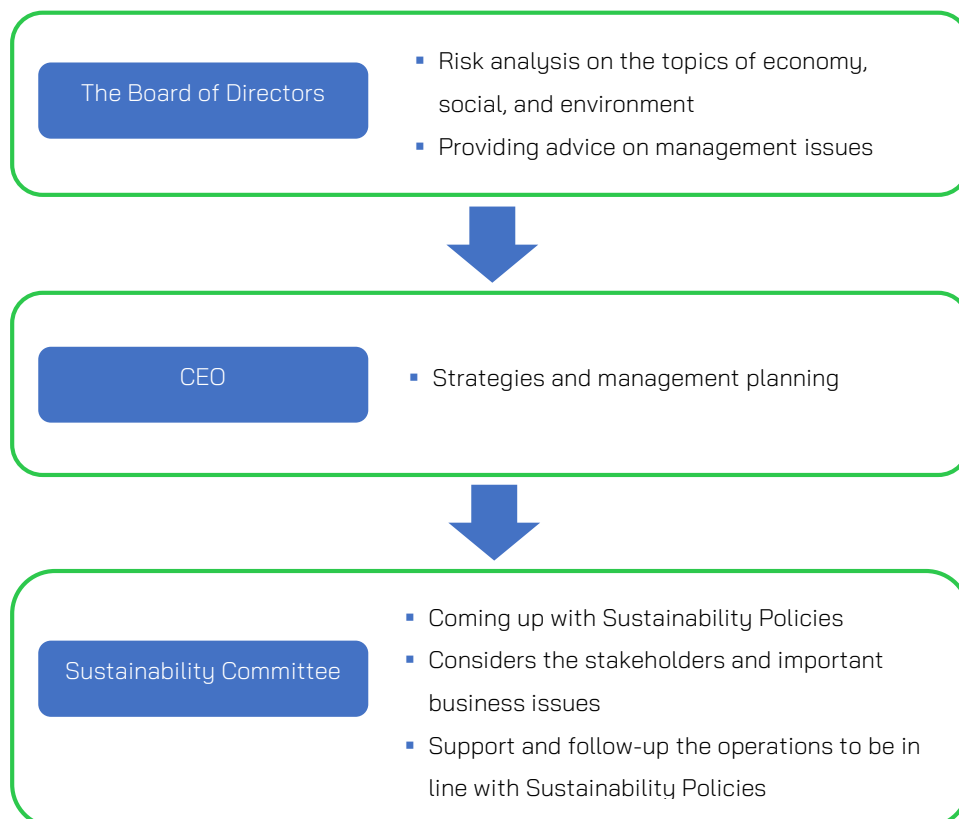 The Board of Directors
▪ Risk analysis on the topics of economy,
social, and environment
▪ Providing advice on management issues
CEO
▪ Strategies and management planning
Sustainability Committee
▪ Coming up with Sustainability Policies
▪ Considers the stakeholders and important
business issues
▪ Support and follow-up the operations to be in
line with Sustainability Policies